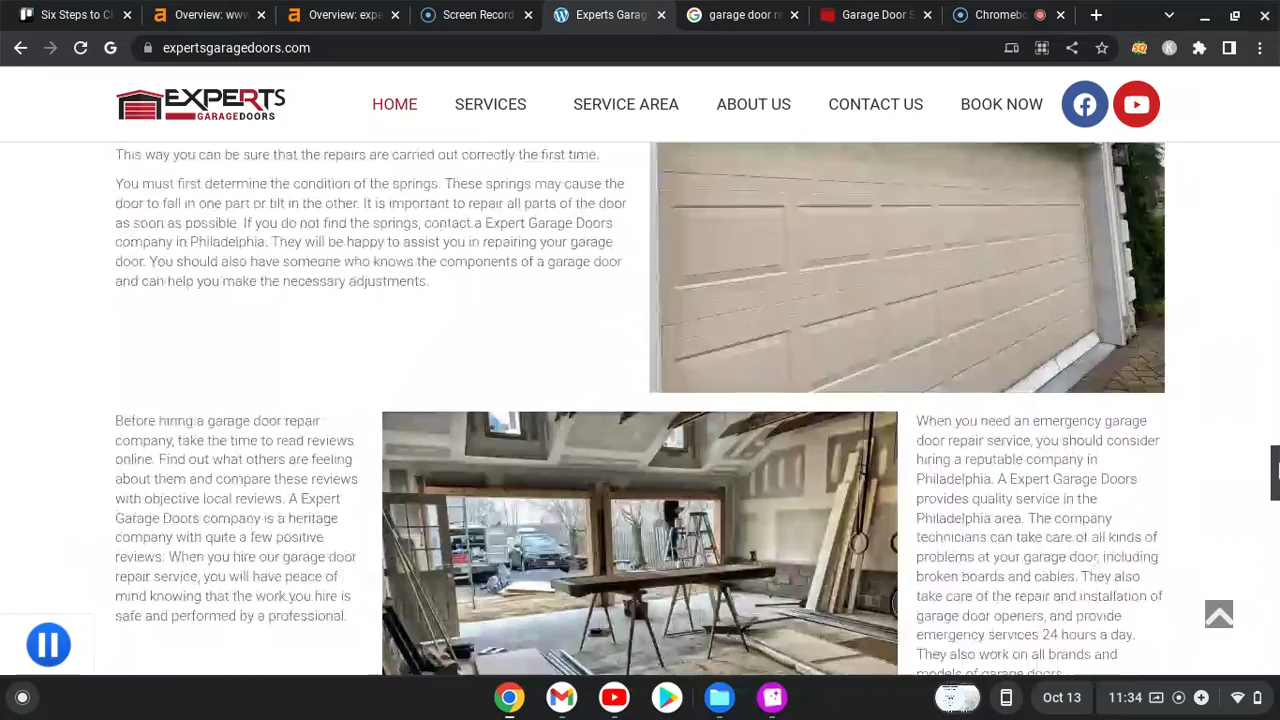 Six Steps to Cl
Overview: www
Overview: expe
Screen Record
Experts Garag
garage door r
Garage Door S
Chromebo
expertsgaragedoors.com
EXPERTS
GARAGEDOORS
HOME
SERVICES
SERVICE AREA
ABOUT US
CONTACT US
BOOK NOW
This way you can be sure that the repairs are carried out correctly the first time.
You must first determine the condition of the springs. These springs may cause the
door to fall in one part or tilt in the other. It is important to repair all parts of the door
as soon as possible. If you do not find the springs, contact a Expert Garage Doors
company in Philadelphia. They will be happy to assist you in repairing your garage
door. You should also have someone who knows the components of a garage door
and can help you make the necessary adjustments.
Before hiring a garage door repair
company, take the time to read reviews
online. Find out what others are feeling
about them and compare these reviews
with objective local reviews. A Expert
Garage Doors company is a heritage
company with quite a few positive
reviews. When you hire our garage door
repair service, you will have peace of
mind knowing that the work you hire is
safe and performed by a professional.
When you need an emergency garage
door repair service, you should consider
hiring a reputable company in
Philadelphia. A Expert Garage Doors
provides quality service in the
Philadelphia area. The company
technicians can take care of all kinds of
problems at your garage door, including
broken boards and cables. They also
take care of the repair and installation of
garage door openers, and provide
emergency services 24 hours a day.
They also work on all brands and
models of garage doors.
Oct 13
11:34